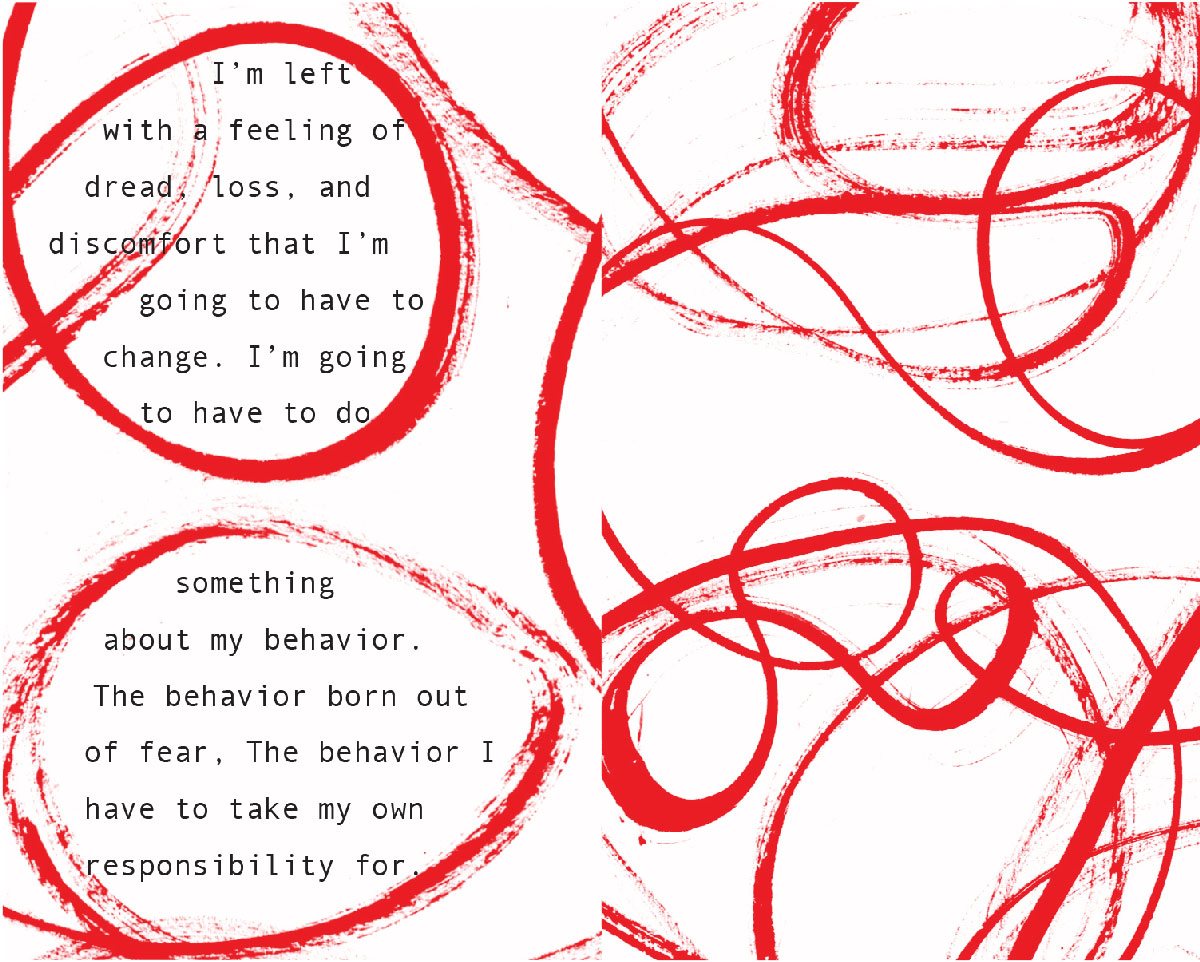 I’m left
with a feeling of
dread, loss, and
discomfort that I’m
going to have to
change. I’m going
to have to do
something
about my behavior.
The behavior born out
of fear, The behavior I
have to take my own
responsibility for.